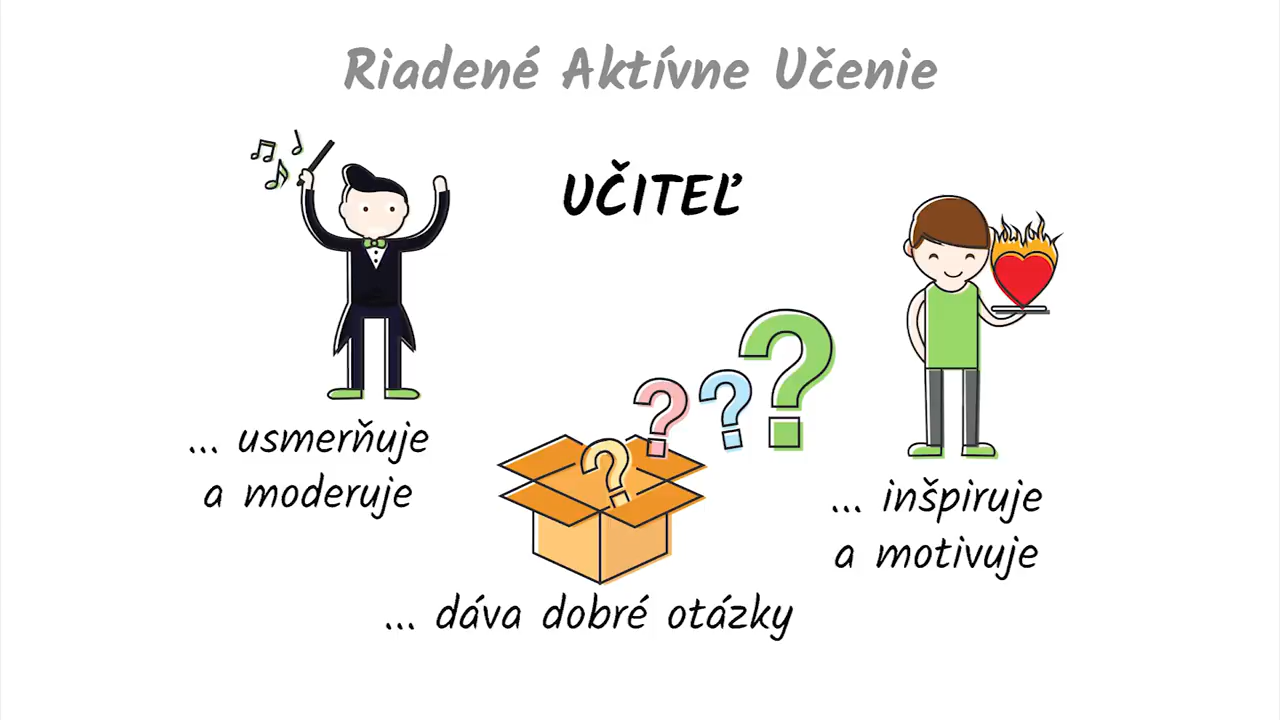 Riadené Aktívne Učenie
UČITEĽ
... usmerňuje
a moderuje
... dáva dobré otázky
... inšpiruje
a motivuje